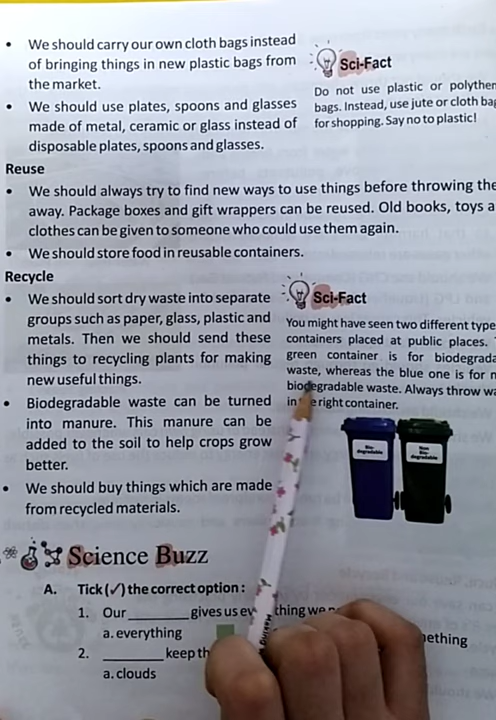 • We should carry our own cloth bags instead
of bringing things in new plastic bags from
the market.
• We should use plates, spoons and glasses
made of metal, ceramic or glass instead of
disposable plates, spoons and glasses.
Sci-Fact
Do not use plastic or
bags. Instead, use jute or cloth
for shopping. Say no to plastic!
Reuse
• We should always try to find new ways to use things before throwing
away. Package boxes and gift wrappers can be reused. Old books, toys
clothes can be given to someone who could use them again.
• We should store food in reusable containers.
Recycle
• We should sort dry waste into separate
groups such as paper, glass, plastic and
metals. Then we should send these
things to recycling plants for making
new useful things.
• Biodegradable waste can be turned
into manure. This manure can be
added to the soil to help crops grow
better.
• We should buy things which are made
from recycled materials.
Sci-Fact
You might have seen two different
containers placed at public places.
green container is for
waste, whereas the blue one is for
biodegradable waste. Always throw
in right container.
Bio-
degradable
Non
Bio-
degradable
Science Buzz
A. Tick (✓) the correct option :
1. Our ________ gives us
a. everything
2. ________ keep
a. clouds